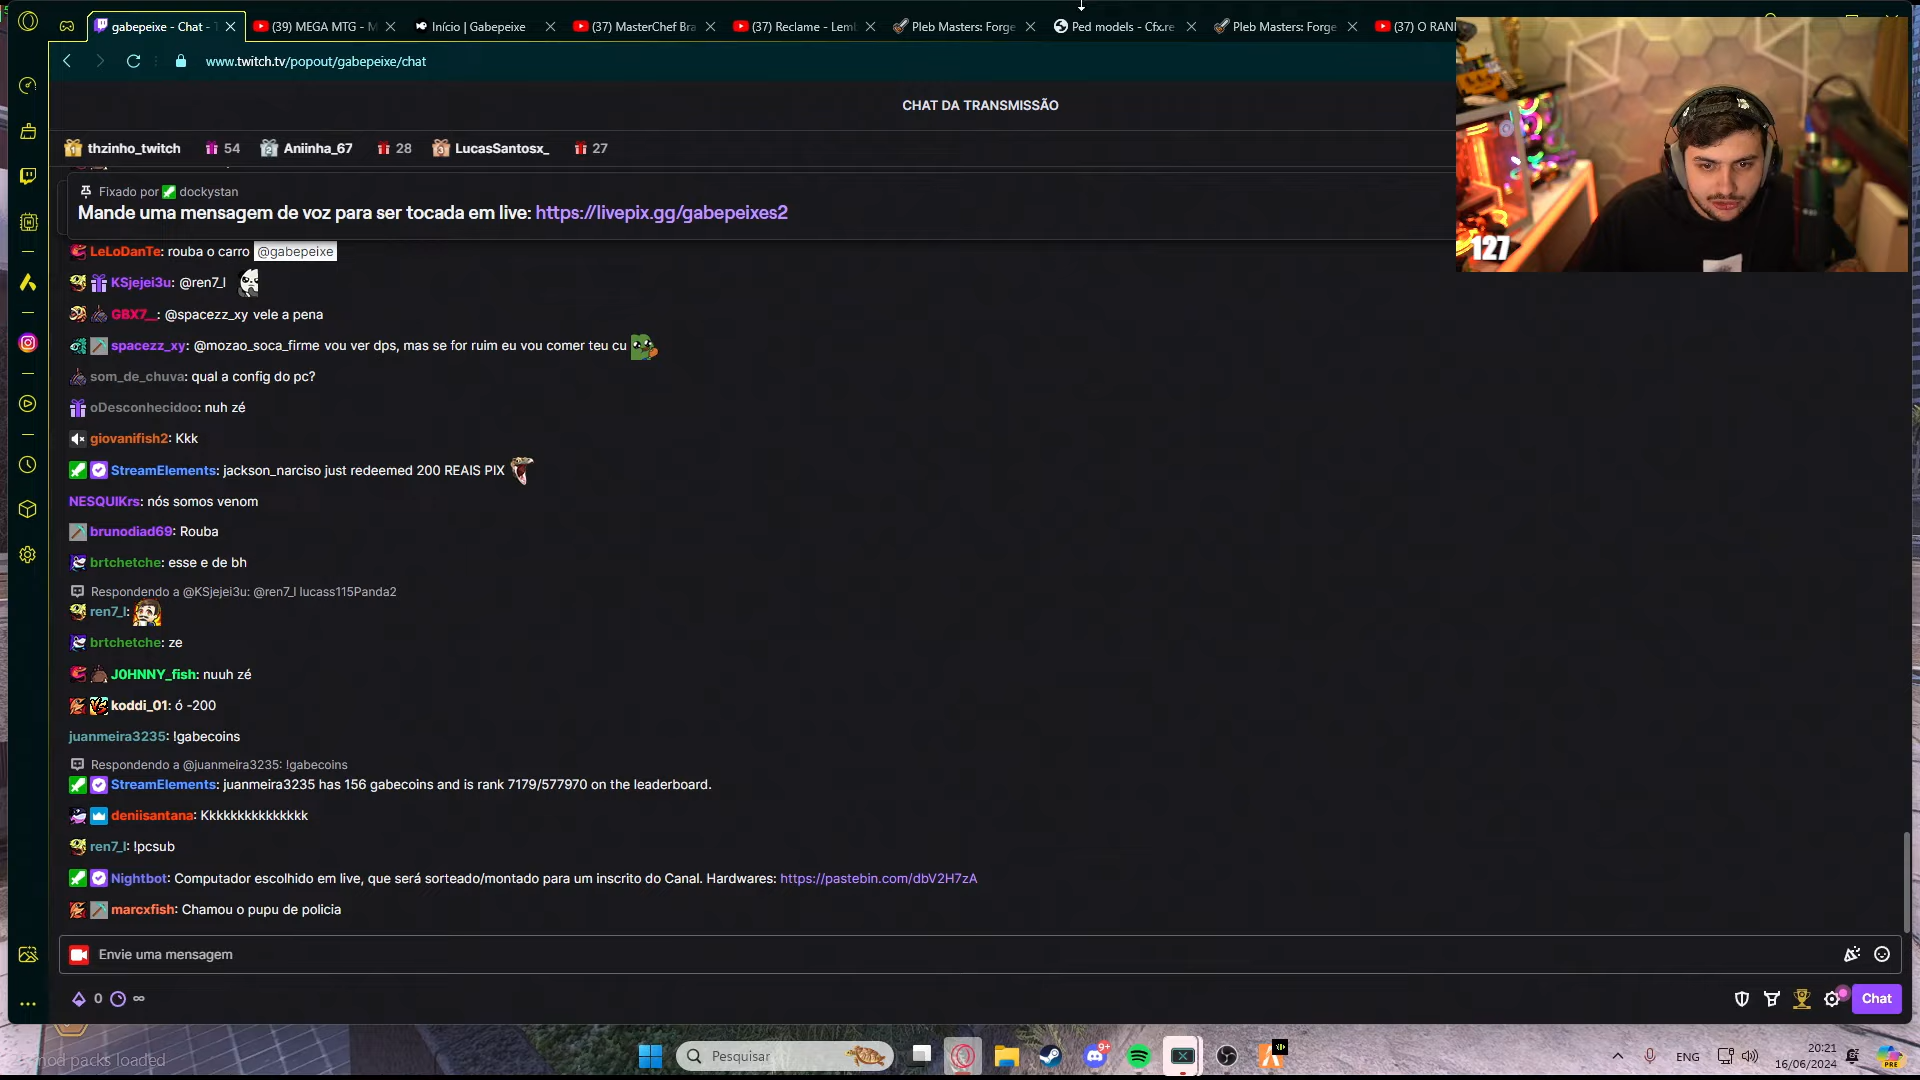 gabepeixe - Chat - T
(39) MEGA MTG - M
Início | Gabepeixe
(37) MasterChef Bra
(37) Reclame - Leml
Pleb Masters: Forge
Ped models - Cfx.re
Pleb Masters: Forge
(37) O RANI
www.twitch.tv/popout/gabepeixe/chat
CHAT DA TRANSMISSÃO
thzinho_twitch 54 Aniinha_67 28 LucasSantosx_ 27
Fixado por dockystan
Mande uma mensagem de voz para ser tocada em live: https://livepix.gg/gabepeixes2
127
LeLoDanTe: rouba o carro @gabepeixe
KSjejei3u: @ren7_l
GBX7__: @spacezz_xy vele a pena
spacezz_xy: @mozao_soca_firme vou ver dps, mas se for ruim eu vou comer teu cu
som_de_chuva: qual a config do pc?
oDesconhecidoo: nuh zé
giovanifish2: Kkk
StreamElements: jackson_narciso just redeemed 200 REAIS PIX
NESQUIKrs: nós somos venom
brunodiad69: Rouba
brtchetche: esse e de bh
Respondendo a @KSjejei3u: @ren7_l lucass115Panda2
ren7_l:
brtchetche: ze
J0HNNY_fish: nuuh zé
koddi_01: ó -200
juanmeira3235: !gabecoins
Respondendo a @juanmeira3235: !gabecoins
StreamElements: juanmeira3235 has 156 gabecoins and is rank 7179/577970 on the leaderboard.
deniisantana: Kkkkkkkkkkkkkk
ren7_l: !pcsub
Nightbot: Computador escolhido em live, que será sorteado/montado para um inscrito do Canal. Hardwares: https://pastebin.com/dbV2H7zA
marcxfish: Chamou o pupu de policia
Envie uma mensagem
0 ∞
Chat
mod packs loaded
Pesquisar
9+
ENG
20:21
16/06/2024
PRE